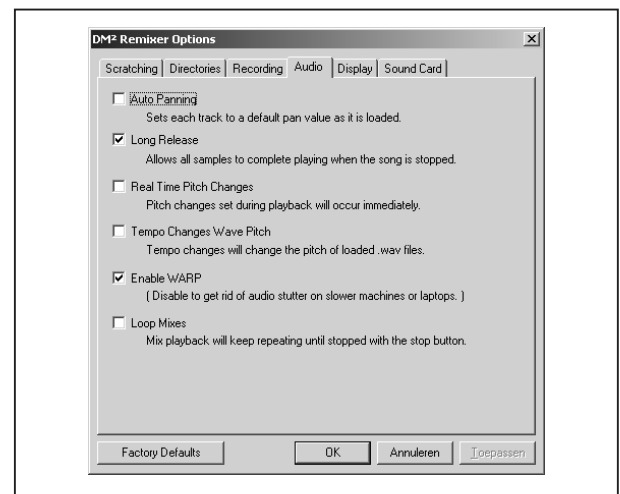 DM² Remixer Options
Scratching Directories Recording Audio Display Sound Card
Auto Panning
Sets each track to a default pan value as it is loaded.
Long Release
Allows all samples to complete playing when the song is stopped.
Real Time Pitch Changes
Pitch changes set during playback will occur immediately.
Tempo Changes Wave Pitch
Tempo changes will change the pitch of loaded .wav files.
Enable WARP
( Disable to get rid of audio stutter on slower machines or laptops. )
Loop Mixes
Mix playback will keep repeating until stopped with the stop button.
Factory Defaults OK Annuleren Toepassen